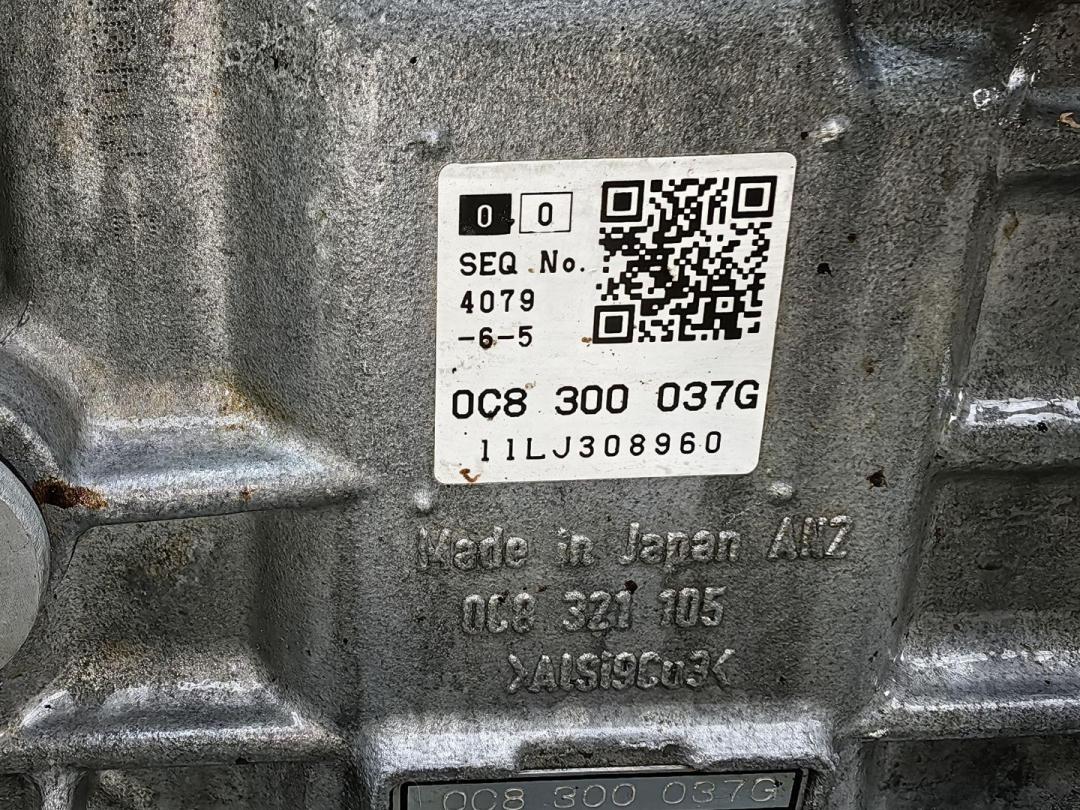 0 0
SEQ No.
4079
-6-5
0C8 300 037G
11LJ308960
Made in Japan
0C8 321 105
>AlSi9Cu3<
0C8 300 037G